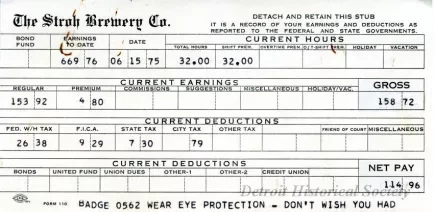 The Stroh Brewery Co.
DETACH AND RETAIN THIS STUB
IT IS A RECORD OF YOUR EARNINGS AND DEDUCTIONS AS
REPORTED TO THE FEDERAL AND STATE GOVERNMENTS.
BOND FUND EARNINGS TO DATE DATE CURRENT HOURS
TOTAL HOURS SHIFT PREM. OVERTIME PREM. O/T-SHIFT PREM. HOLIDAY VACATION
669 76 06 15 75 32.00 32.00
CURRENT EARNINGS GROSS
REGULAR PREMIUM COMMISSIONS SUGGESTIONS MISCELLANEOUS HOLIDAY/VAC.
153 92 4 80 158 72
CURRENT DEDUCTIONS
FED. W/H TAX F.I.C.A. STATE TAX CITY TAX OTHER TAX FRIEND OF COURT MISCELLANEOUS
26 38 9 29 7 30 79
CURRENT DEDUCTIONS NET PAY
BONDS UNITED FUND UNION DUES OTHER-1 OTHER-2 CREDIT UNION
114 96
Detroit Historical Society
FORM 116 BADGE 0562 WEAR EYE PROTECTION - DON'T WISH YOU HAD